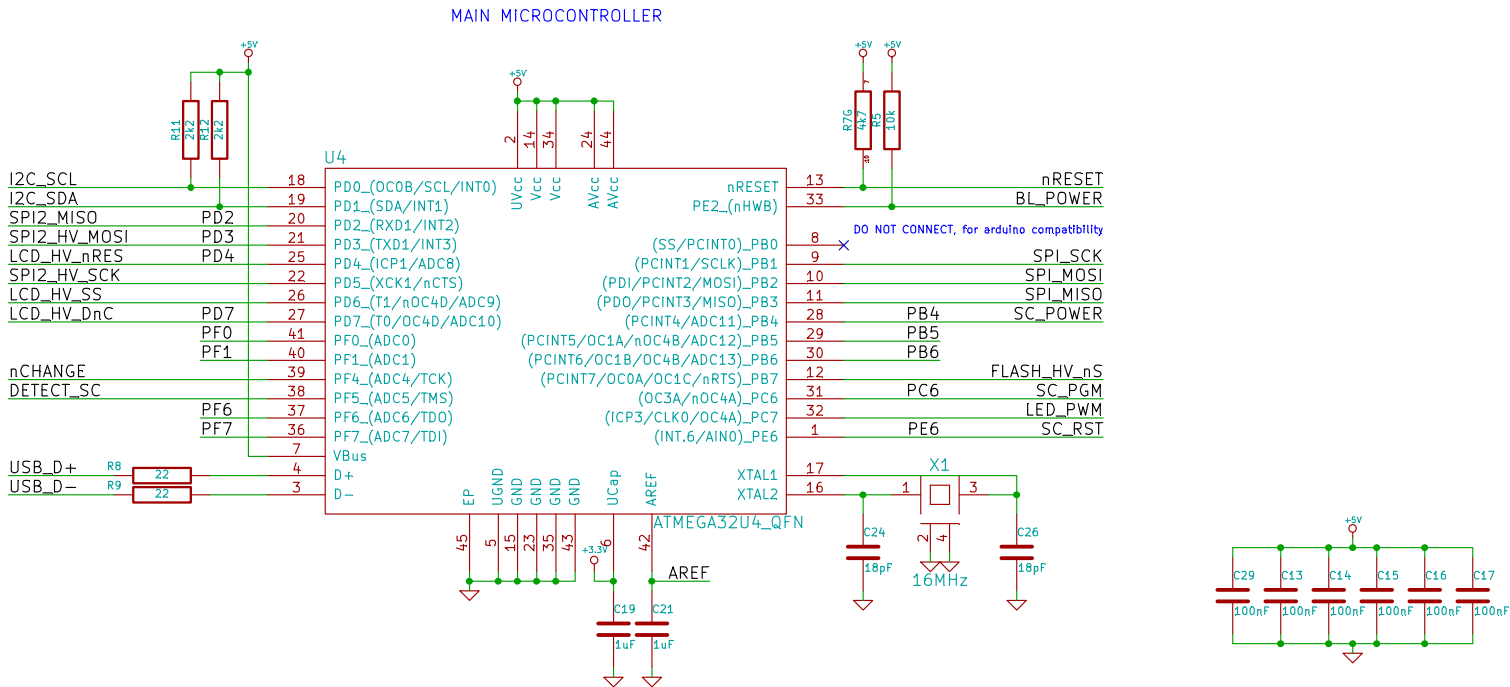 MAIN MICROCONTROLLER
+5V
+5V
+5V
+5V
R11
2k2
R12
2k2
R7G
4k7
7
10
R5
10k
2
14
34
24
44
U4
UVcc
Vcc
Vcc
AVcc
AVcc
I2C_SCL 18 PD0_(OC0B/SCL/INT0)
I2C_SDA 19 PD1_(SDA/INT1)
SPI2_MISO PD2 20 PD2_(RXD1/INT2)
SPI2_HV_MOSI PD3 21 PD3_(TXD1/INT3)
LCD_HV_nRES PD4 25 PD4_(ICP1/ADC8)
SPI2_HV_SCK 22 PD5_(XCK1/nCTS)
LCD_HV_SS 26 PD6_(T1/nOC4D/ADC9)
LCD_HV_DnC PD7 27 PD7_(T0/OC4D/ADC10)
PF0 41 PF0_(ADC0)
PF1 40 PF1_(ADC1)
nCHANGE 39 PF4_(ADC4/TCK)
DETECT_SC 38 PF5_(ADC5/TMS)
PF6 37 PF6_(ADC6/TDO)
PF7 36 PF7_(ADC7/TDI)
7 VBus
USB_D+ R8 22 4 D+
USB_D- R9 22 3 D-
nRESET 13 nRESET
PE2_(nHWB) 33 BL_POWER
DO NOT CONNECT, for arduino compatibility
(SS/PCINT0)_PB0 8
(PCINT1/SCLK)_PB1 9 SPI_SCK
(PDI/PCINT2/MOSI)_PB2 10 SPI_MOSI
(PDO/PCINT3/MISO)_PB3 11 SPI_MISO
(PCINT4/ADC11)_PB4 28 PB4 SC_POWER
(PCINT5/OC1A/nOC4B/ADC12)_PB5 29 PB5
(PCINT6/OC1B/OC4B/ADC13)_PB6 30 PB6
(PCINT7/OC0A/OC1C/nRTS)_PB7 12 FLASH_HV_nS
(OC3A/nOC4A)_PC6 31 PC6 SC_PGM
(ICP3/CLK0/OC4A)_PC7 32 LED_PWM
(INT.6/AIN0)_PE6 1 PE6 SC_RST
XTAL1 17
XTAL2 16
X1
1
3
2
4
16MHz
C24
18pF
C26
18pF
EP
UGND
GND
GND
GND
GND
UCap
AREF
ATMEGA32U4_QFN
45
5
15
23
35
43
6
42
+3.3V
AREF
C19
1uF
C21
1uF
+5V
C29
100nF
C13
100nF
C14
100nF
C15
100nF
C16
100nF
C17
100nF